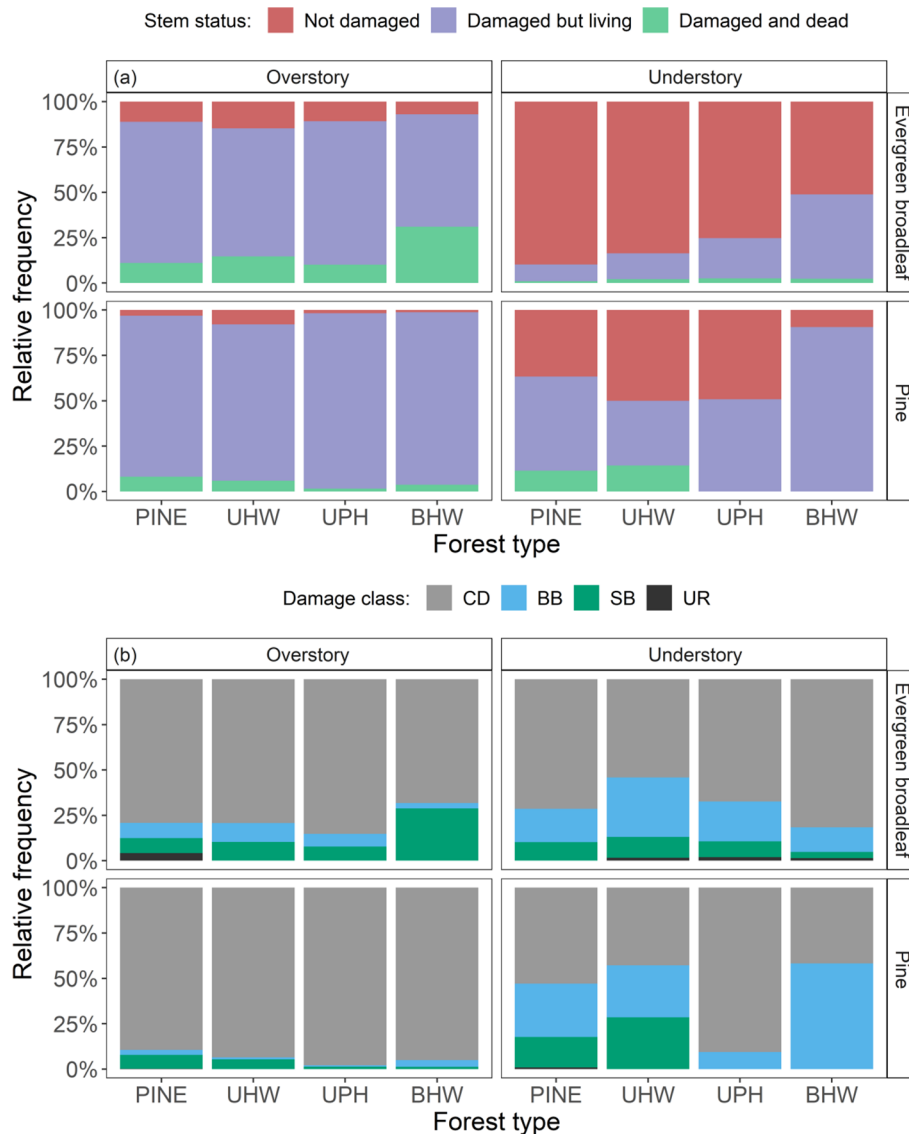 Stem status: Not damaged Damaged but living Damaged and dead
(a) Overstory Understory
100%
75%
50%
25%
0%
Evergreen broadleaf
100%
75%
50%
25%
0%
Pine
Relative frequency
PINE UHW UPH BHW PINE UHW UPH BHW
Forest type
Damage class: CD BB SB UR
(b) Overstory Understory
100%
75%
50%
25%
0%
Evergreen broadleaf
100%
75%
50%
25%
0%
Pine
Relative frequency
PINE UHW UPH BHW PINE UHW UPH BHW
Forest type